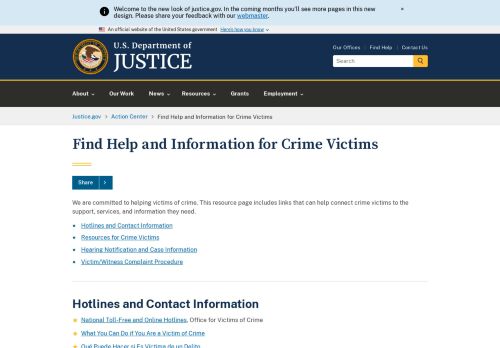 Welcome to the new look of justice.gov. In the coming months you'll see more pages in this new
design. Please share your feedback with our webmaster.
×
An official website of the United States government Here's how you know
Our Offices | Find Help | Contact Us
U.S. Department of
JUSTICE
Search
About
Our Work
News
Resources
Grants
Employment
Justice.gov > Action Center > Find Help and Information for Crime Victims
Find Help and Information for Crime Victims
Share >
We are committed to helping victims of crime. This resource page includes links that can help connect crime victims to the
support, services, and information they need.
• Hotlines and Contact Information
• Resources for Crime Victims
• Hearing Notification and Case Information
• Victim/Witness Complaint Procedure
Hotlines and Contact Information
National Toll-Free and Online Hotlines, Office for Victims of Crime
What You Can Do if You Are a Victim of Crime
Qué Puede Hacer si Es Víctima de un Delito